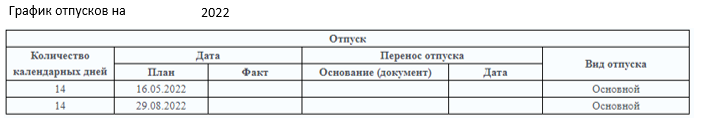 График отпусков на 2022
Отпуск
Количество календарных дней Дата Перенос отпуска Вид отпуска
План Факт Основание (документ) Дата
14 16.05.2022 Основной
14 29.08.2022 Основной